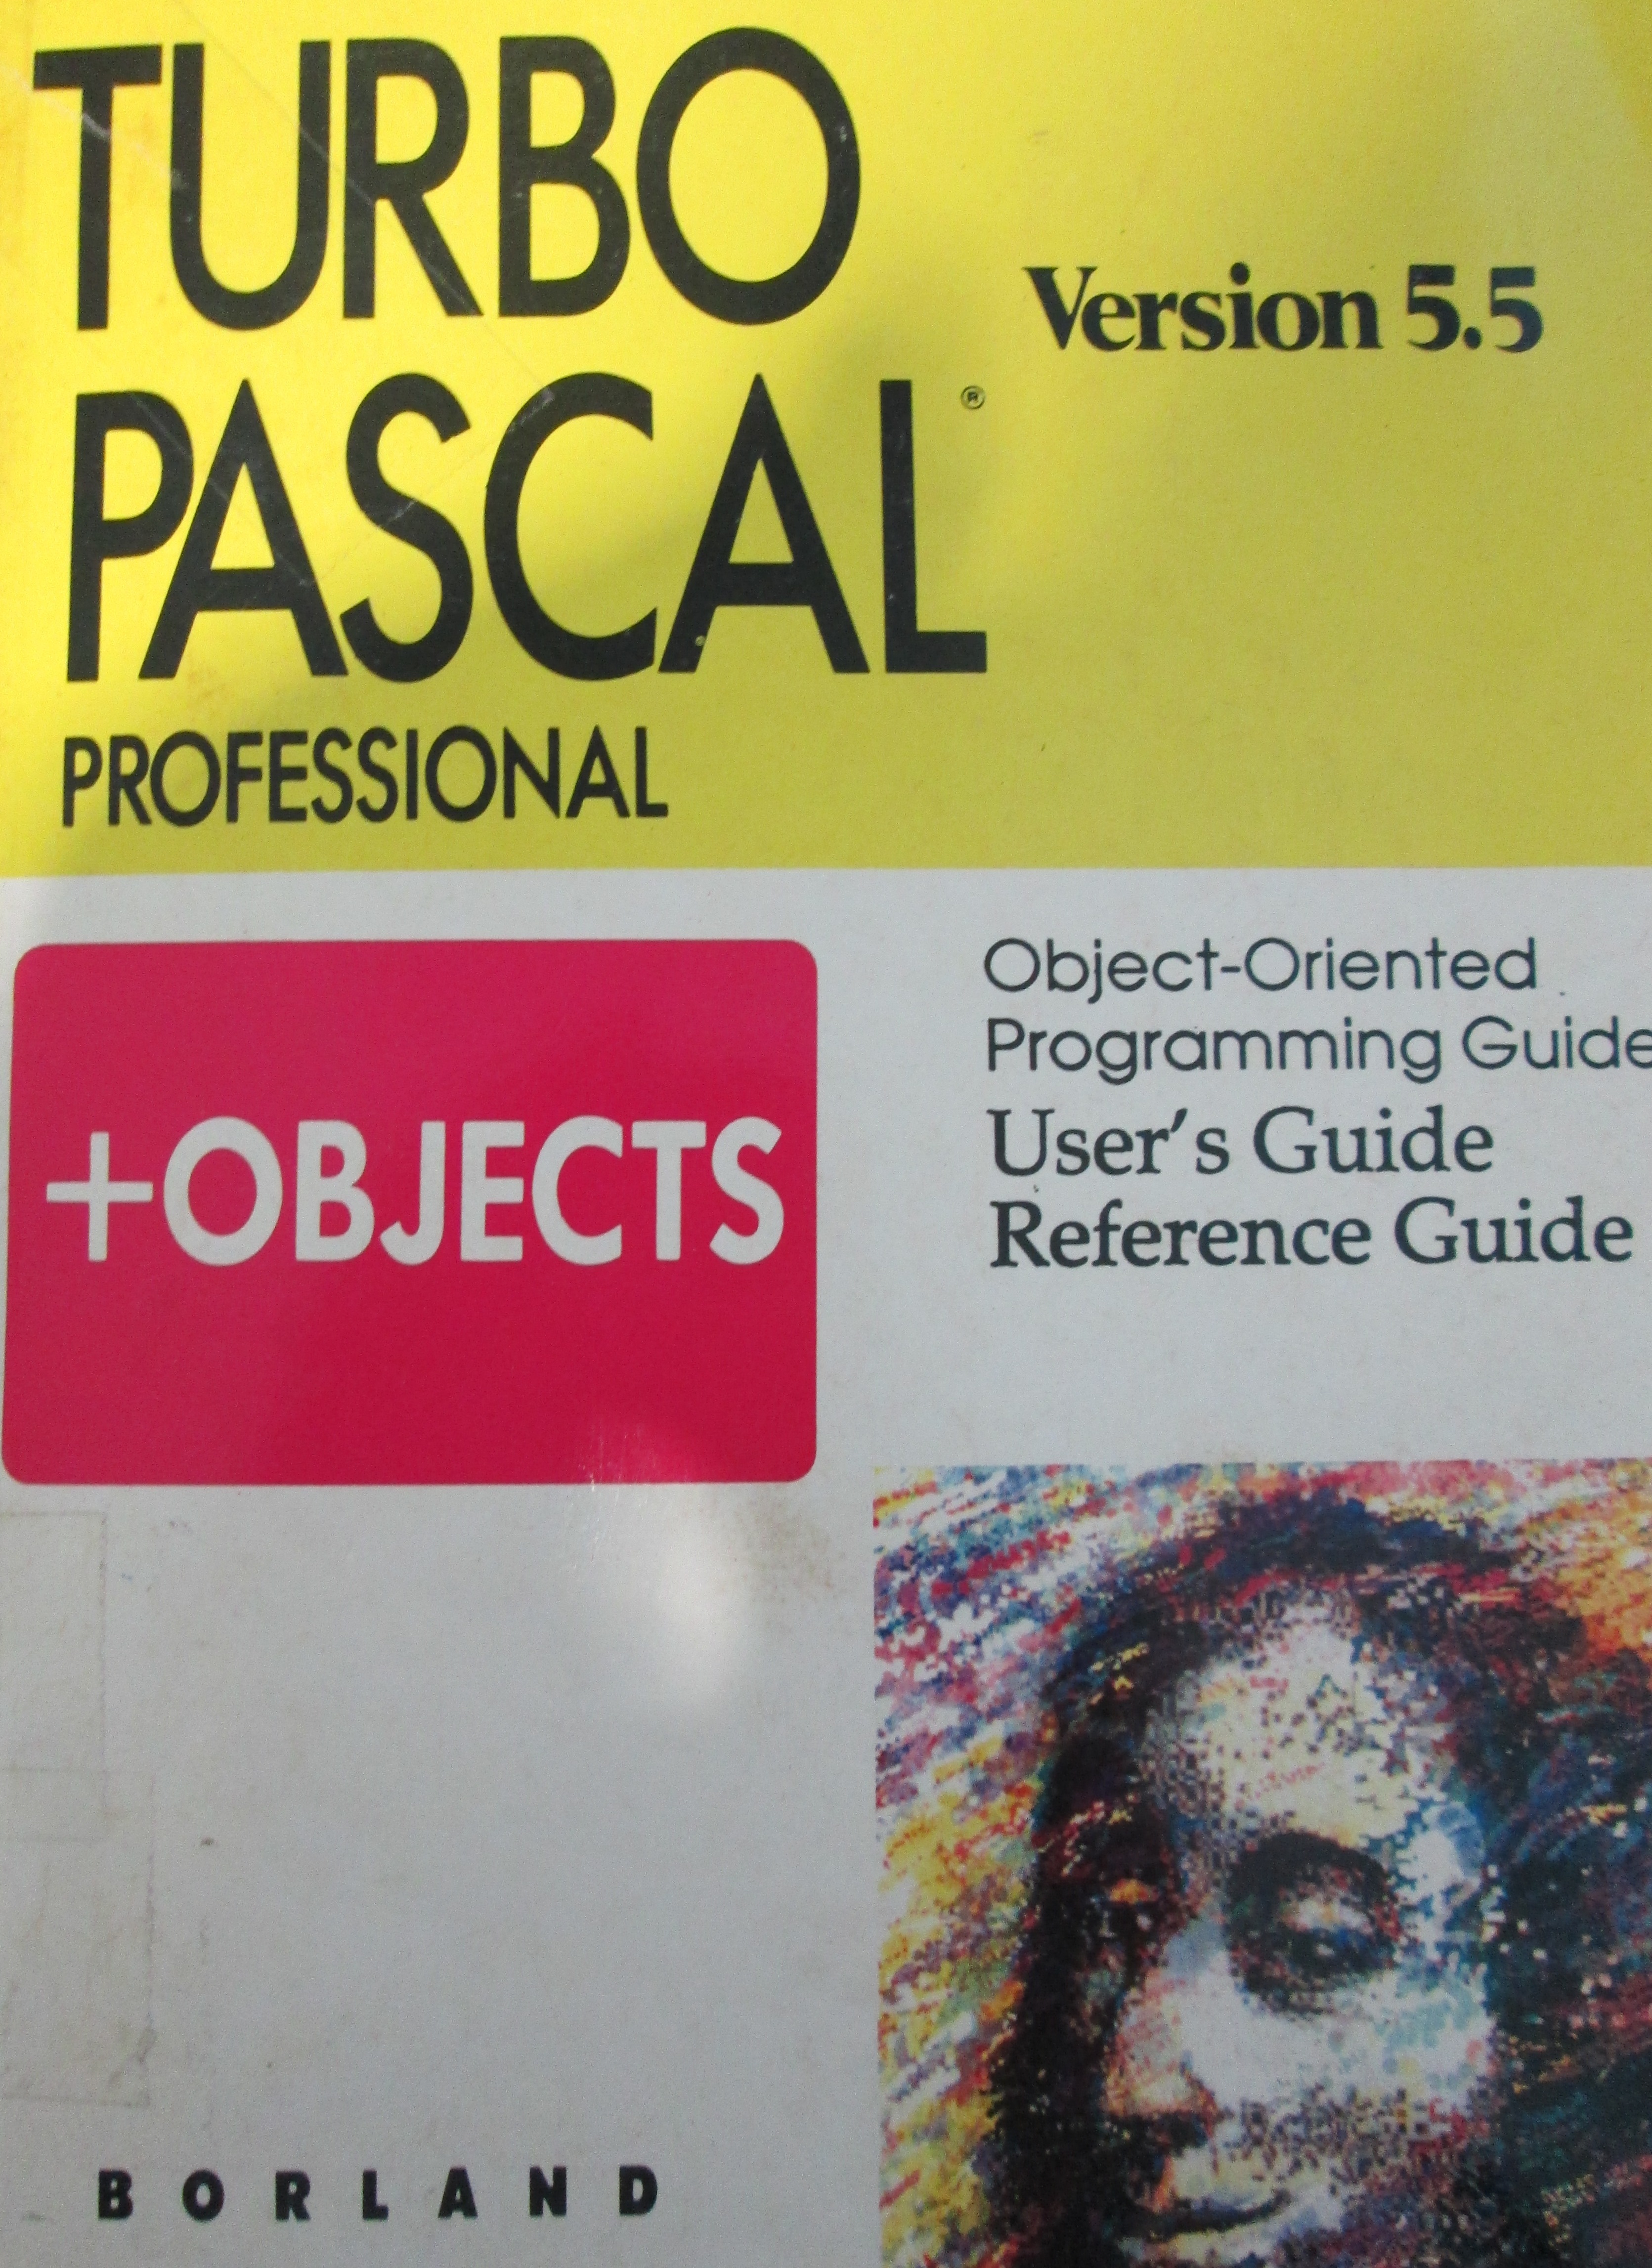 TURBO
PASCAL®
Version 5.5
PROFESSIONAL
+OBJECTS
Object-Oriented
Programming Guide
User's Guide
Reference Guide
BORLAND